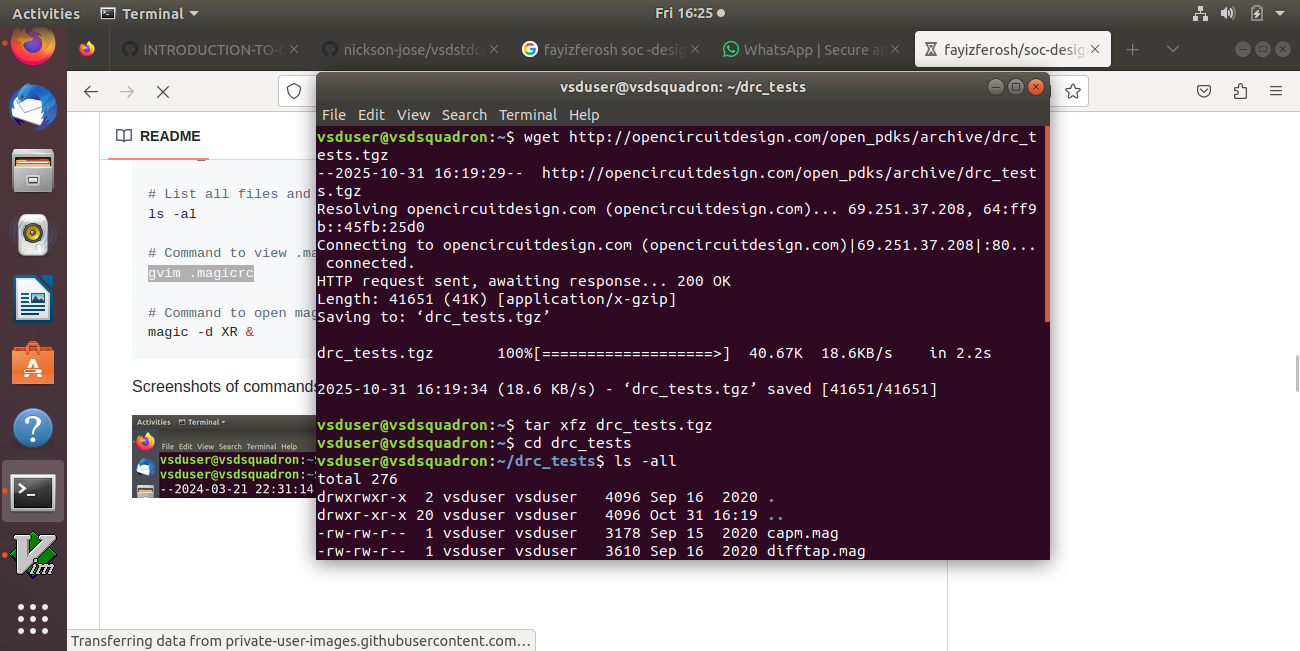 Activities Terminal Fri 16:25
INTRODUCTION-TO-C nickson-jose/vsdstdce fayizferosh soc -desig WhatsApp | Secure an fayizferosh/soc-desig
vsduser@vsdsquadron: ~/drc_tests
File Edit View Search Terminal Help
vsduser@vsdsquadron:~$ wget http://opencircuitdesign.com/open_pdks/archive/drc_t
ests.tgz
--2025-10-31 16:19:29-- http://opencircuitdesign.com/open_pdks/archive/drc_test
s.tgz
Resolving opencircuitdesign.com (opencircuitdesign.com)... 69.251.37.208, 64:ff9
b::45fb:25d0
Connecting to opencircuitdesign.com (opencircuitdesign.com)|69.251.37.208|:80...
connected.
HTTP request sent, awaiting response... 200 OK
Length: 41651 (41K) [application/x-gzip]
Saving to: ‘drc_tests.tgz’
drc_tests.tgz 100%[===================>] 40.67K 18.6KB/s in 2.2s
2025-10-31 16:19:34 (18.6 KB/s) - ‘drc_tests.tgz’ saved [41651/41651]
vsduser@vsdsquadron:~$ tar xfz drc_tests.tgz
vsduser@vsdsquadron:~$ cd drc_tests
vsduser@vsdsquadron:~/drc_tests$ ls -all
total 276
drwxrwxr-x 2 vsduser vsduser 4096 Sep 16 2020 .
drwxr-xr-x 20 vsduser vsduser 4096 Oct 31 16:19 ..
-rw-rw-r-- 1 vsduser vsduser 3178 Sep 15 2020 capm.mag
-rw-rw-r-- 1 vsduser vsduser 3610 Sep 16 2020 difftap.mag
README
# List all files and
ls -al
# Command to view .ma
gvim .magicrc
# Command to open mag
magic -d XR &
Screenshots of commands
Activities Terminal
File Edit View Search Terminal Help
vsduser@vsdsquadron:~$
vsduser@vsdsquadron:~$
--2024-03-21 22:31:14
Vim
Transferring data from private-user-images.githubusercontent.com…